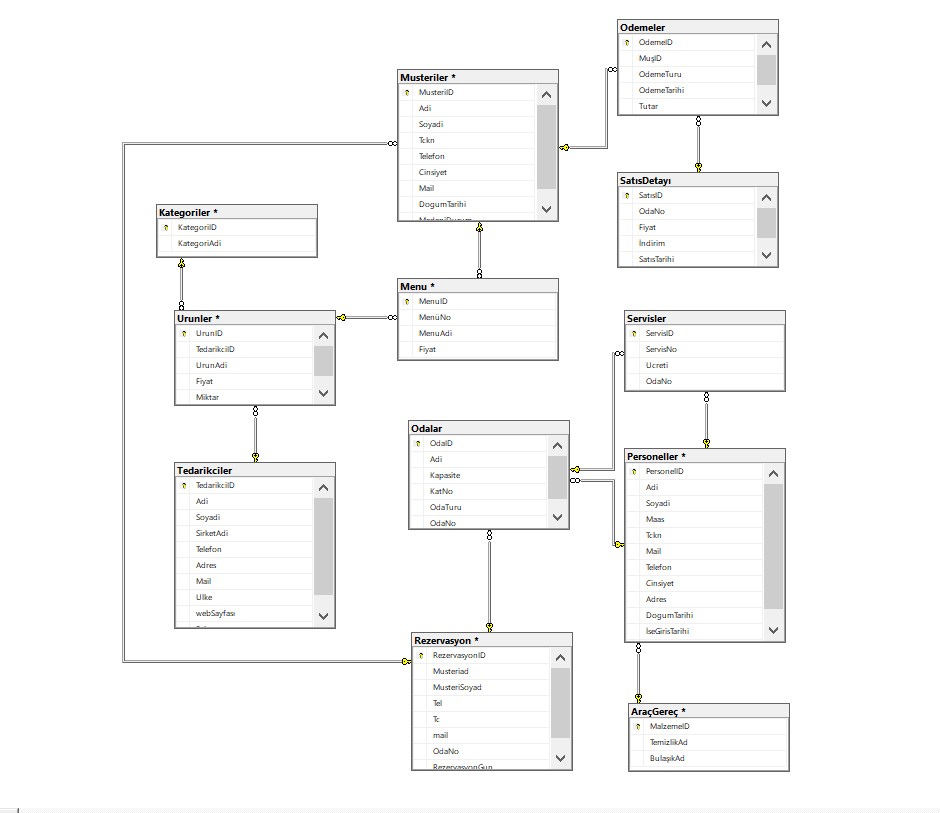 Odemeler
OdemeID
MuşID
OdemeTuru
OdemeTarihi
Tutar
Musteriler *
MusteriID
Adi
Soyadi
Tckn
Telefon
Cinsiyet
Mail
DogumTarihi
SatısDetayı
SatısID
OdaNo
Fiyat
İndirim
SatısTarihi
Kategoriler *
KategoriID
KategoriAdi
Menu *
MenuID
MenüNo
MenuAdi
Fiyat
Urunler *
UrunID
TedarikciID
UrunAdi
Fiyat
Miktar
Servisler
ServisID
ServisNo
Ucreti
OdaNo
Odalar
OdaID
Adi
Kapasite
KatNo
OdaTuru
OdaNo
Personeller *
PersonelID
Adi
Soyadi
Maas
Tckn
Mail
Telefon
Cinsiyet
Adres
DogumTarihi
IseGirisTarihi
Tedarikciler
TedarikciID
Adi
Soyadi
SirketAdi
Telefon
Adres
Mail
Ulke
webSayfası
Rezervasyon *
RezervasyonID
Musteriad
MusteriSoyad
Tel
Tc
mail
OdaNo
RezervasyonGun
AraçGereç *
MalzemeID
TemizlikAd
BulaşıkAd